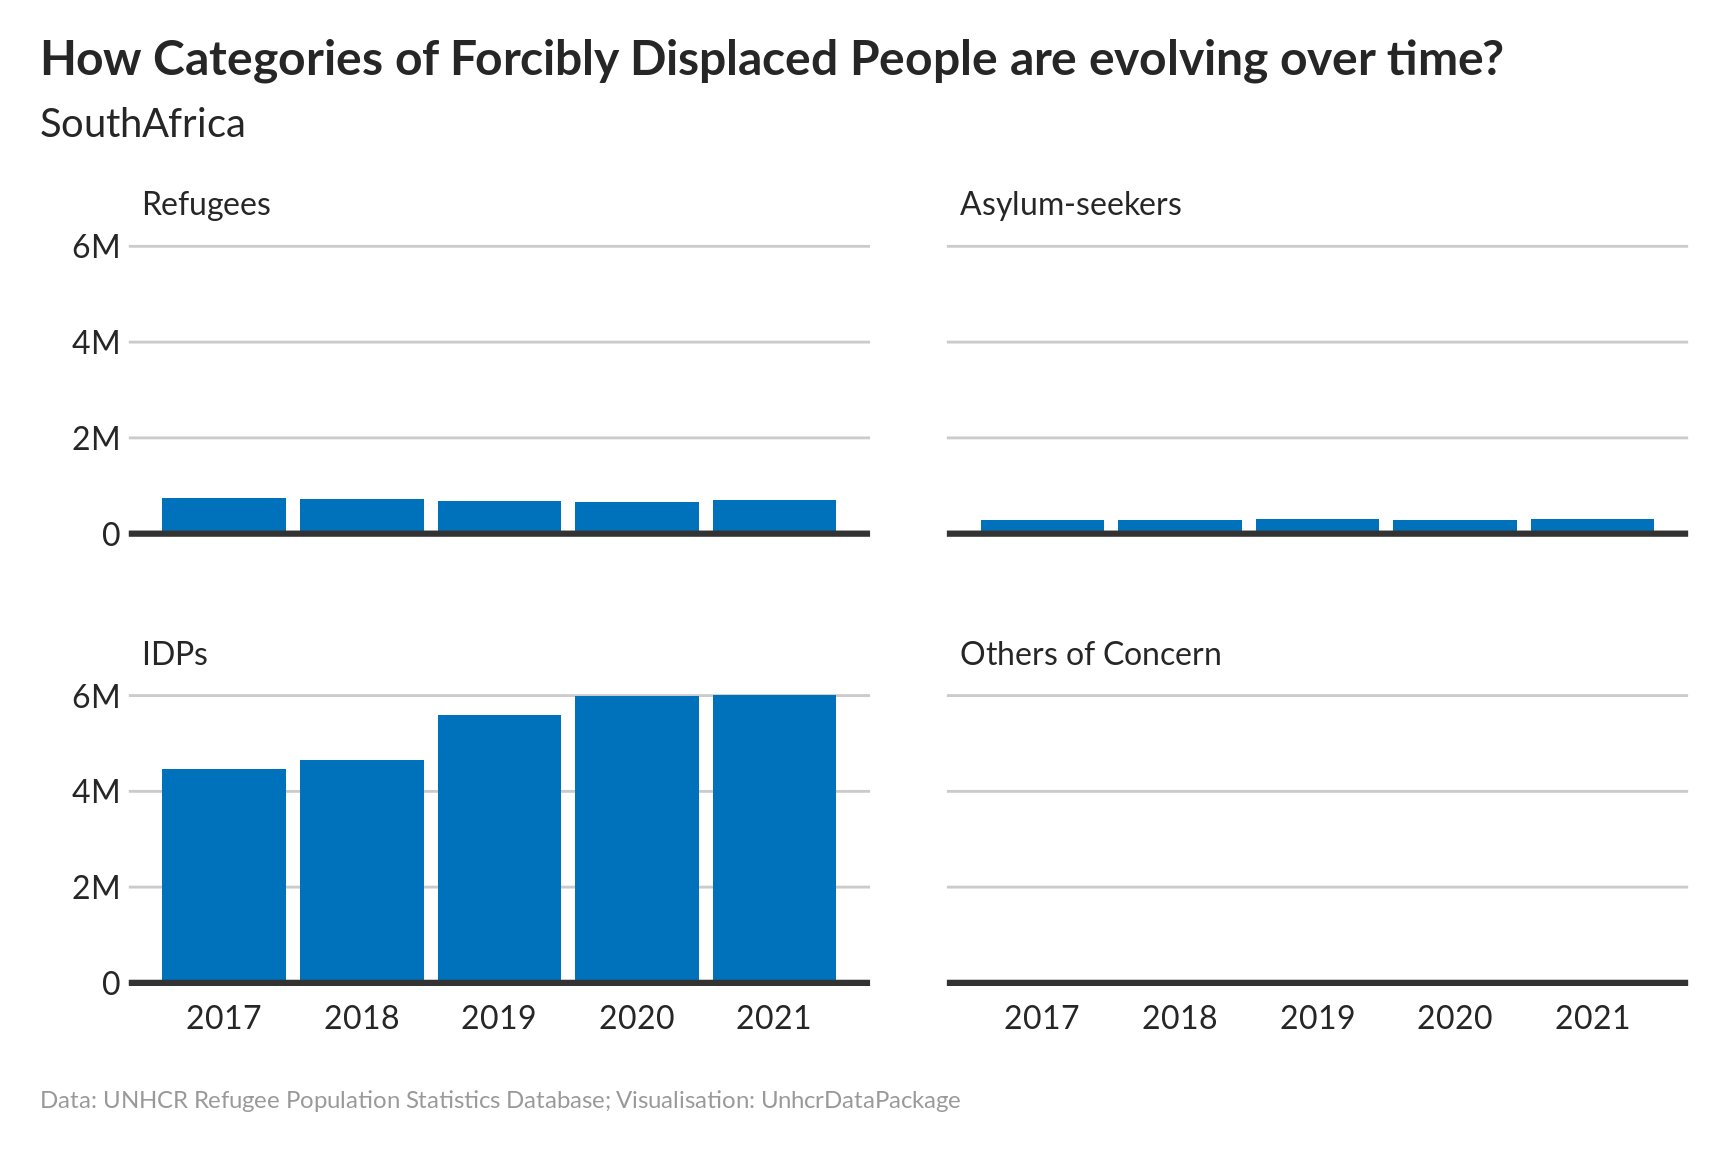 How Categories of Forcibly Displaced People are evolving over time?
SouthAfrica
Refugees
6M
4M
2M
0
Asylum-seekers
IDPs
6M
4M
2M
0
2017 2018 2019 2020 2021
Others of Concern
2017 2018 2019 2020 2021
Data: UNHCR Refugee Population Statistics Database; Visualisation: UnhcrDataPackage